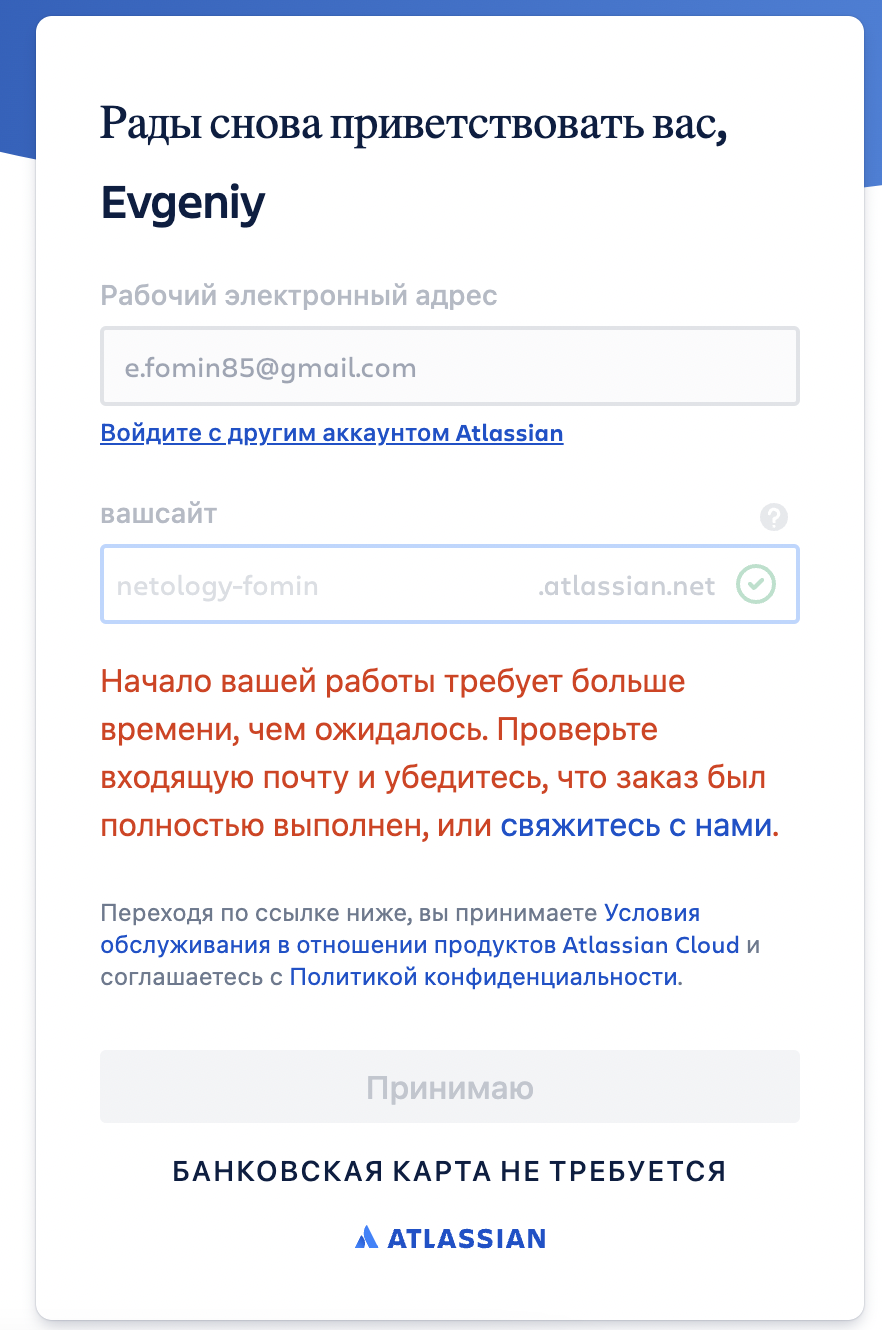 Рады снова приветствовать вас,
Evgeniy
Рабочий электронный адрес
e.fomin85@gmail.com
Войдите с другим аккаунтом Atlassian
вашсайт
?
netology-fomin .atlassian.net
Начало вашей работы требует больше
времени, чем ожидалось. Проверьте
входящую почту и убедитесь, что заказ был
полностью выполнен, или свяжитесь с нами.
Переходя по ссылке ниже, вы принимаете Условия
обслуживания в отношении продуктов Atlassian Cloud и
соглашаетесь с Политикой конфиденциальности.
Принимаю
БАНКОВСКАЯ КАРТА НЕ ТРЕБУЕТСЯ
ATLASSIAN